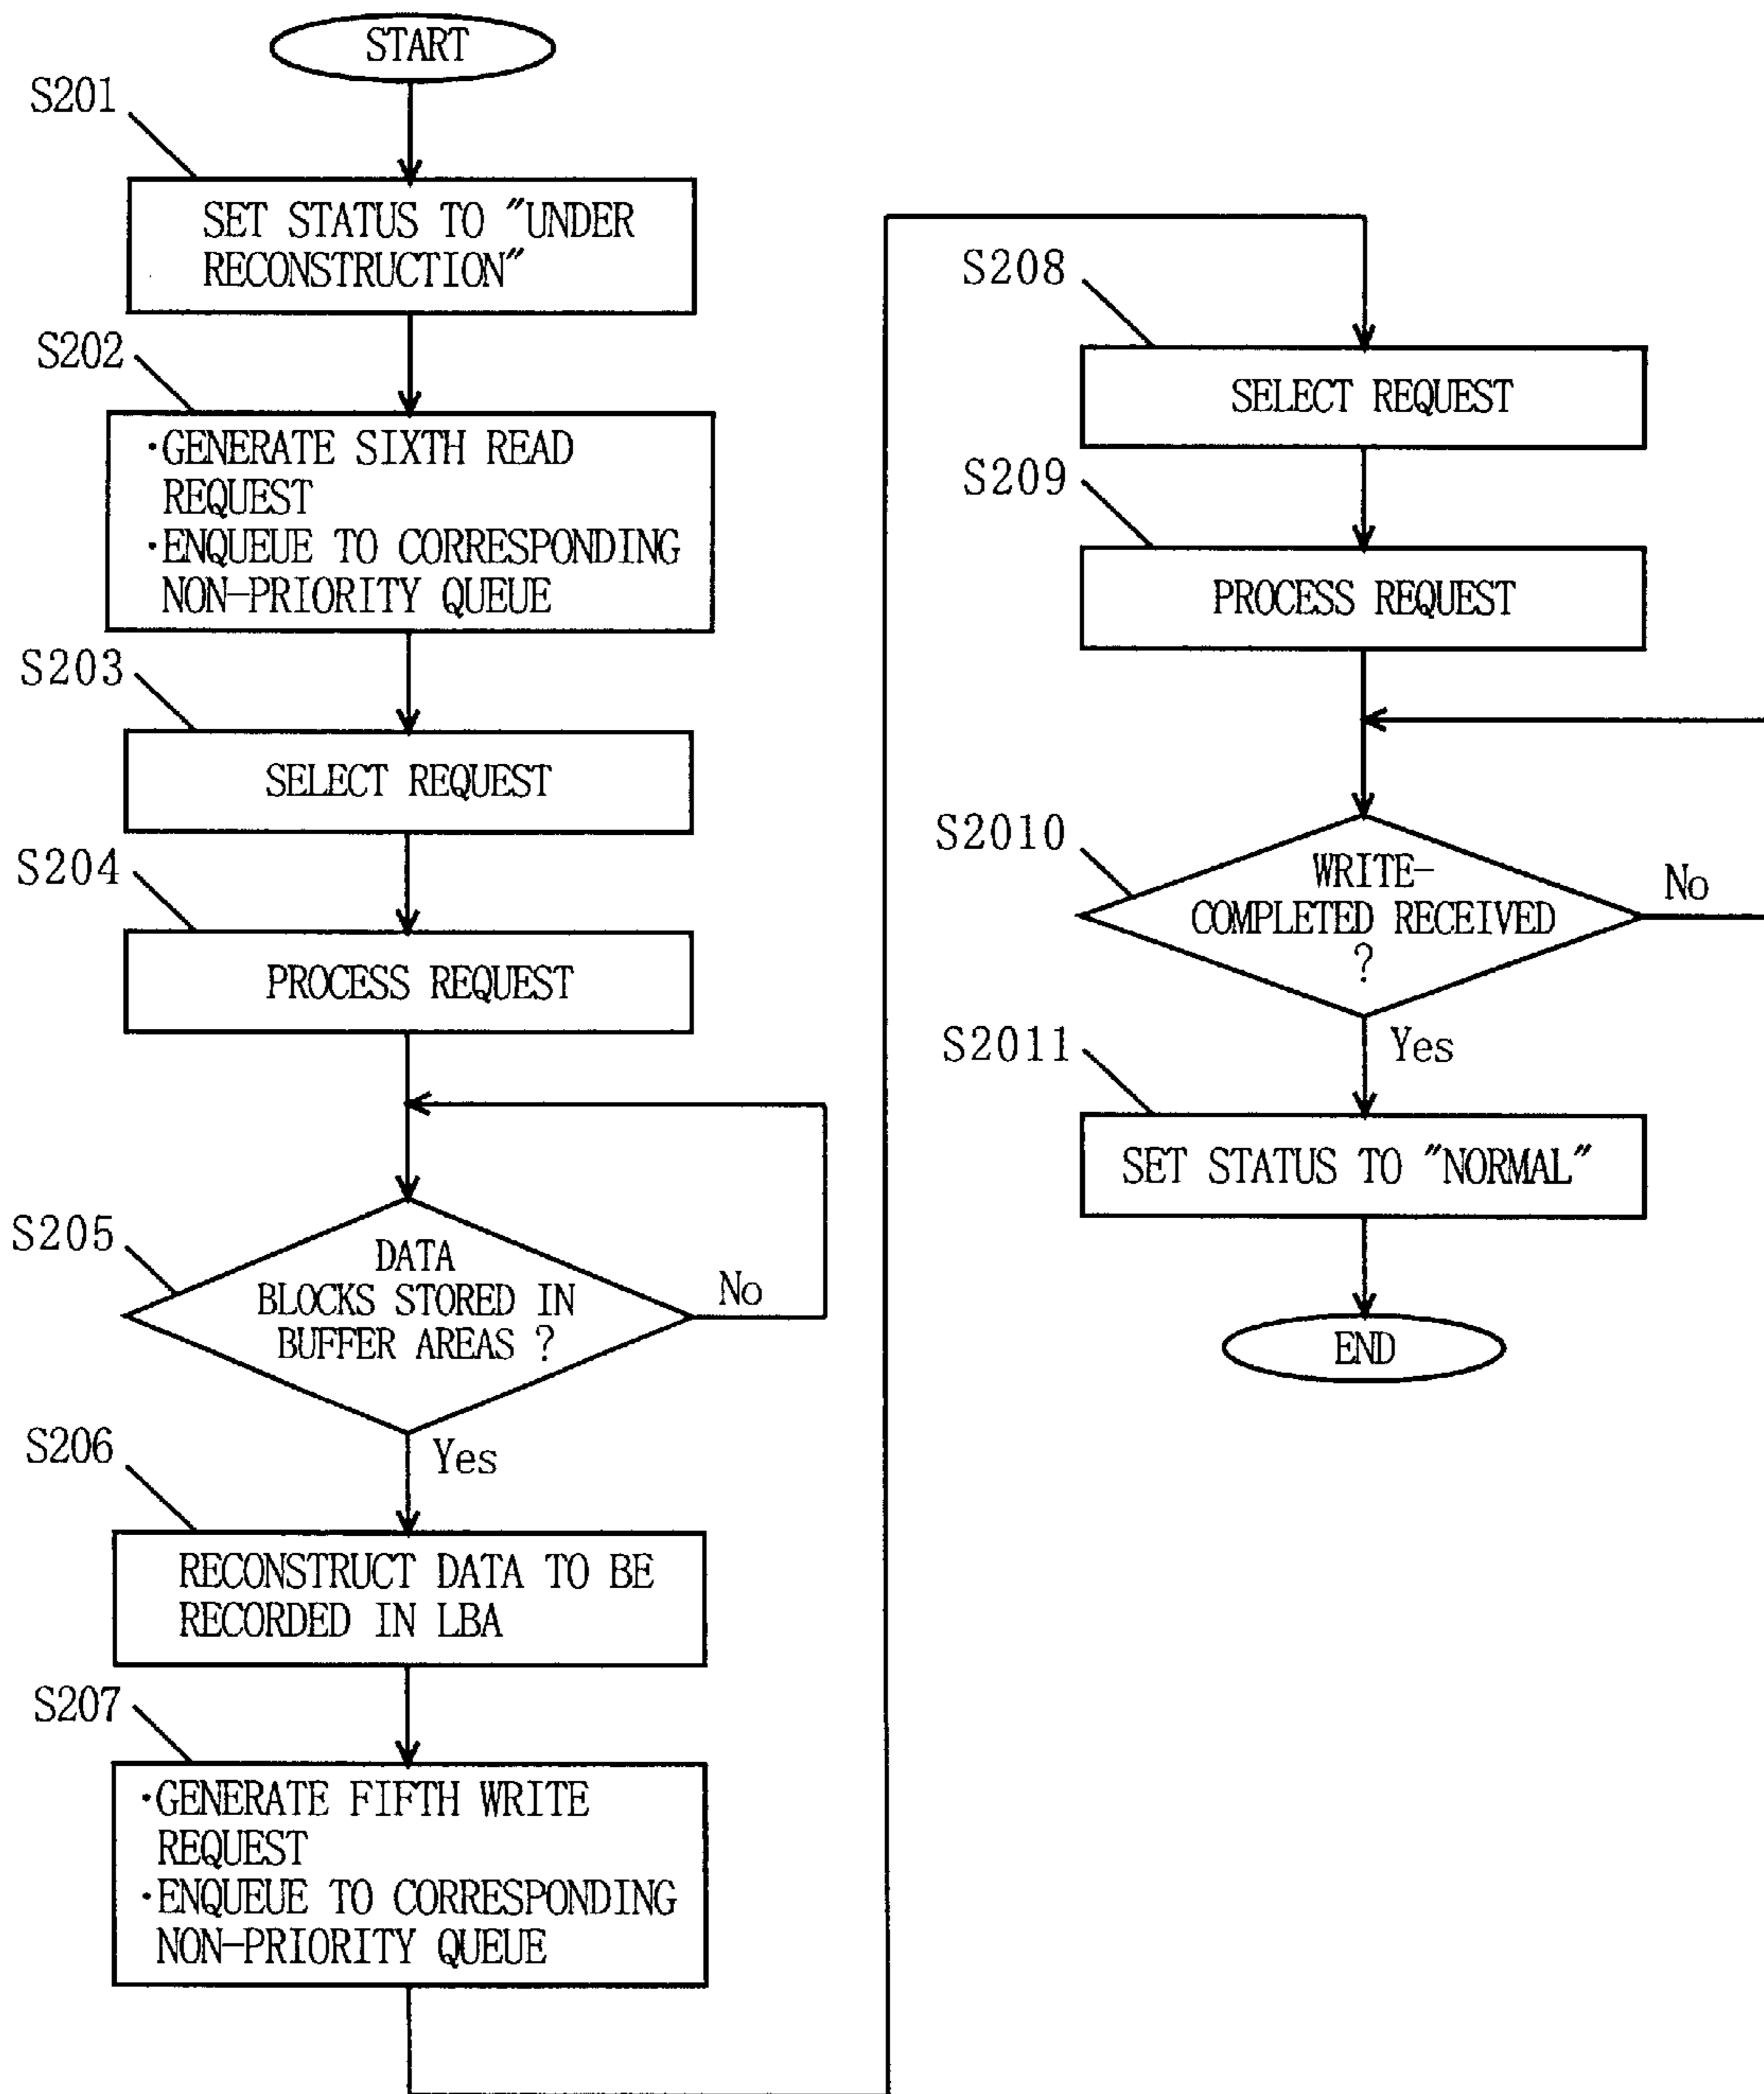 START
S201
SET STATUS TO "UNDER
RECONSTRUCTION"
S202
·GENERATE SIXTH READ
REQUEST
·ENQUEUE TO CORRESPONDING
NON-PRIORITY QUEUE
S203
SELECT REQUEST
S204
PROCESS REQUEST
S205
DATA
BLOCKS STORED IN
BUFFER AREAS ?
No
Yes
S206
RECONSTRUCT DATA TO BE
RECORDED IN LBA
S207
·GENERATE FIFTH WRITE
REQUEST
·ENQUEUE TO CORRESPONDING
NON-PRIORITY QUEUE
S208
SELECT REQUEST
S209
PROCESS REQUEST
S2010
WRITE-
COMPLETED RECEIVED
?
No
Yes
S2011
SET STATUS TO "NORMAL"
END